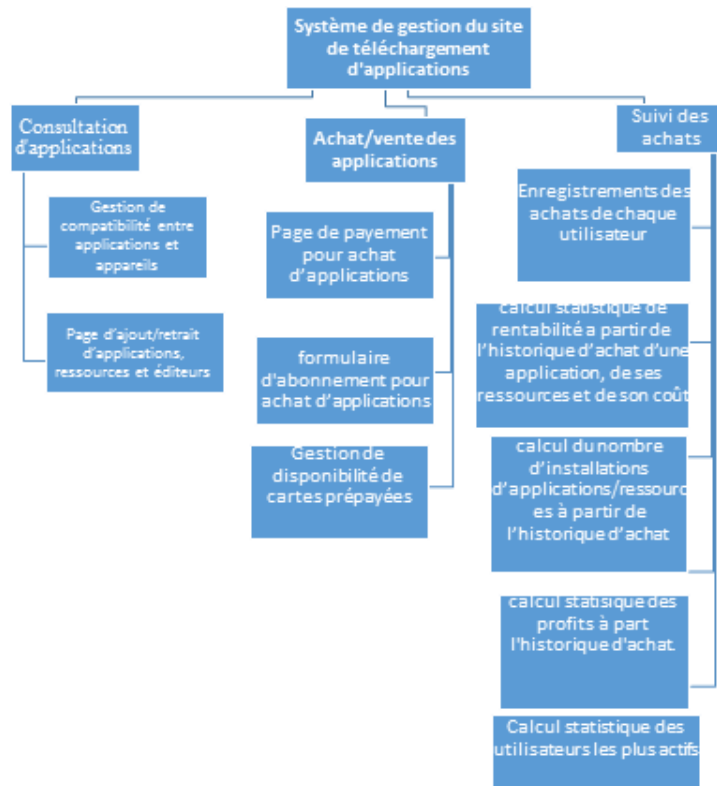 Système de gestion du site
de téléchargement
d'applications
Consultation
d'applications
Gestion de
compatibilité entre
applications et
appareils
Page d'ajout/retrait
d'applications,
ressources et éditeurs
Achat/vente des
applications
Page de payement
pour achat
d'applications
formulaire
d'abonnement pour
achat d'applications
Gestion de
disponibilité de
cartes prépayées
Suivi des
achats
Enregistrements des
achats de chaque
utilisateur
calcul statistique de
rentabilité a partir de
l'historique d'achat d'une
application, de ses
ressources et de son coût
calcul du nombre
d'installations
d'applications/ressourc
es à partir de
l'historique d'achat
calcul statisique des
profits à part
l'historique d'achat.
Calcul statistique des
utilisateurs les plus actifs